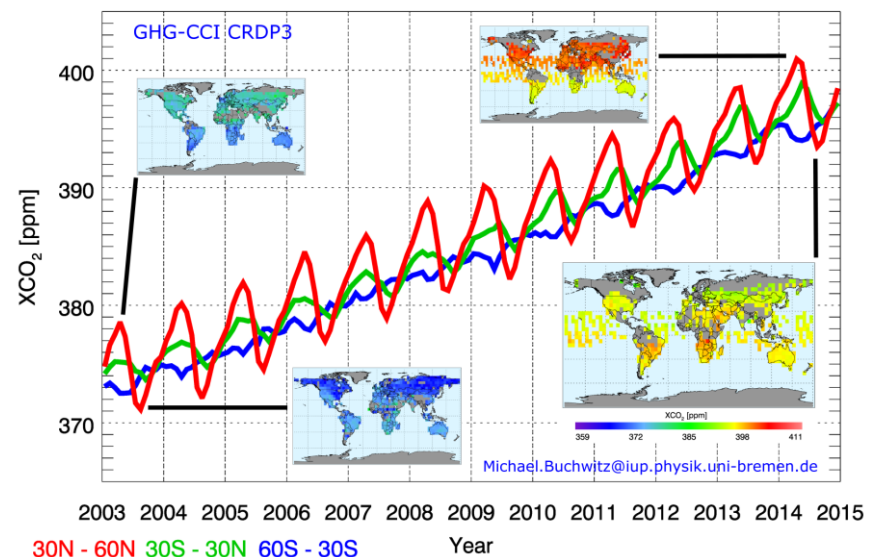 GHG-CCI CRDP3
400
390
380
370
XCO₂ [ppm]
XCO₂ [ppm]
359 372 385 398 411
Michael.Buchwitz@iup.physik.uni-bremen.de
2003 2004 2005 2006 2007 2008 2009 2010 2011 2012 2013 2014 2015
30N - 60N 30S - 30N 60S - 30S Year